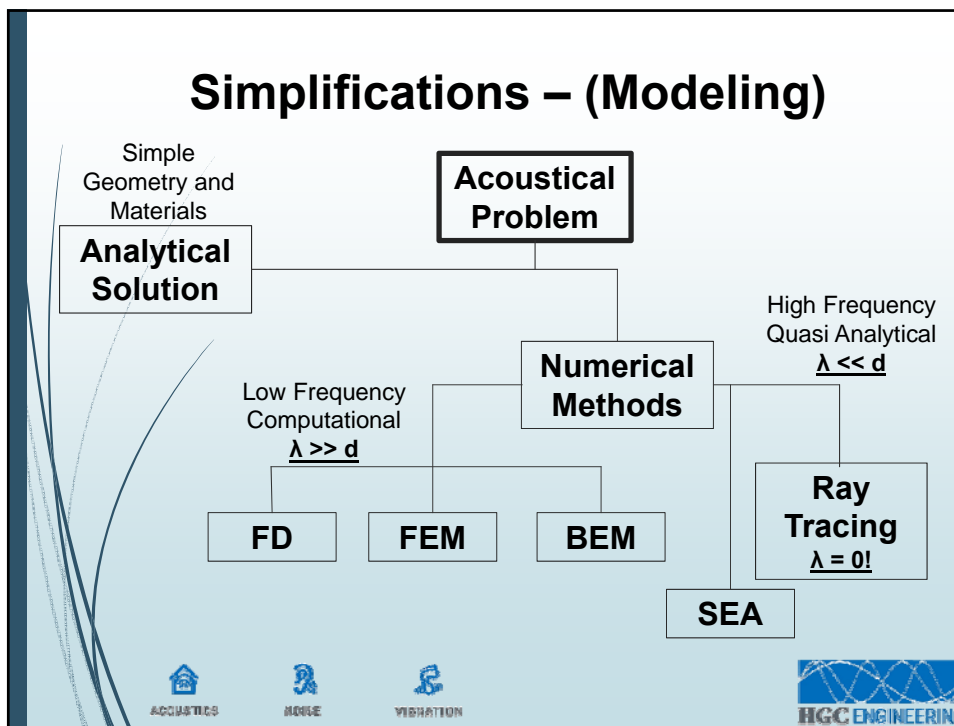 Simplifications – (Modeling)
Simple
Geometry and
Materials
Analytical
Solution
Acoustical
Problem
High Frequency
Quasi Analytical
λ << d
Numerical
Methods
Low Frequency
Computational
λ >> d
FD
FEM
BEM
Ray
Tracing
λ = 0!
SEA
ACOUSTICS
NOISE
VIBRATION
HGC ENGINEERIN